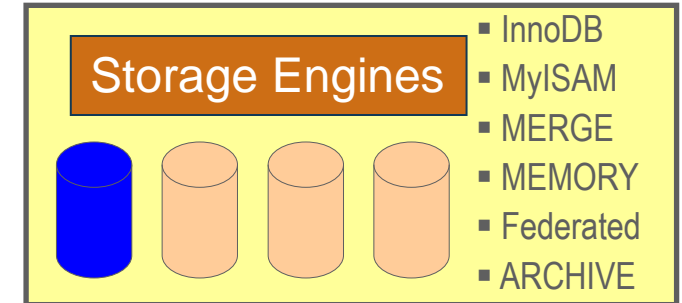 Storage Engines
▪ InnoDB
▪ MyISAM
▪ MERGE
▪ MEMORY
▪ Federated
▪ ARCHIVE